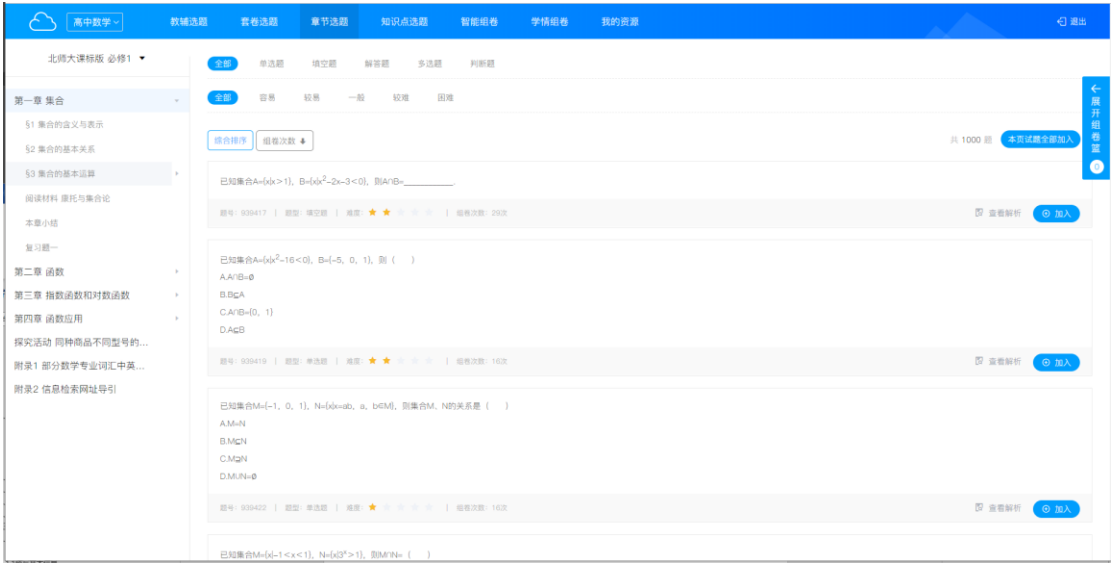 高中数学 教辅选题 套卷选题 章节选题 知识点选题 智能组卷 学情组卷 我的资源 退出
北师大课标版 必修1
第一章 集合
§1 集合的含义与表示
§2 集合的基本关系
§3 集合的基本运算
阅读材料 康托与集合论
本章小结
复习题一
第二章 函数
第三章 指数函数和对数函数
第四章 函数应用
探究活动 同种商品不同型号的...
附录1 部分数学专业词汇中英...
附录2 信息检索网址导引
全部 单选题 填空题 解答题 多选题 判断题
全部 容易 较易 一般 较难 困难
综合排序 组卷次数 共 1000 题 本页试题全部加入
展开组卷篮
0
已知集合A={x|x>1}, B={x|x²-2x-3<0}, 则A∩B=__________.
题号: 939417 | 题型: 填空题 | 难度: ★ ★ ★ ★ ★ | 组卷次数: 29次 查看解析 加入
已知集合A={x|x²-16<0}, B={-5, 0, 1}, 则 ( )
A.A∩B=∅
B.B⊆A
C.A∩B={0, 1}
D.A⊆B
题号: 939419 | 题型: 单选题 | 难度: ★ ★ ★ ★ ★ | 组卷次数: 16次 查看解析 加入
已知集合M={-1, 0, 1}, N={x|x=ab, a, b∈M}, 则集合M, N的关系是 ( )
A.M=N
B.M⊊N
C.M⊋N
D.M∪N=∅
题号: 939422 | 题型: 单选题 | 难度: ★ ★ ★ ★ ★ | 组卷次数: 16次 查看解析 加入
已知集合M={x|-1<x<1}, N={x|3ˣ>1}, 则M∩N= ( )